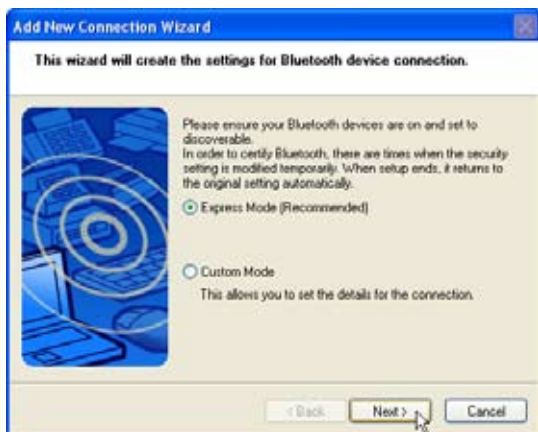 Add New Connection Wizard
This wizard will create the settings for Bluetooth device connection.
Please ensure your Bluetooth devices are on and set to
discoverable.
In order to certify Bluetooth, there are times when the security
setting is modified temporarily. When setup ends, it returns to
the original setting automatically.
Express Mode (Recommended)
Custom Mode
This allows you to set the details for the connection.
< Back Next > Cancel